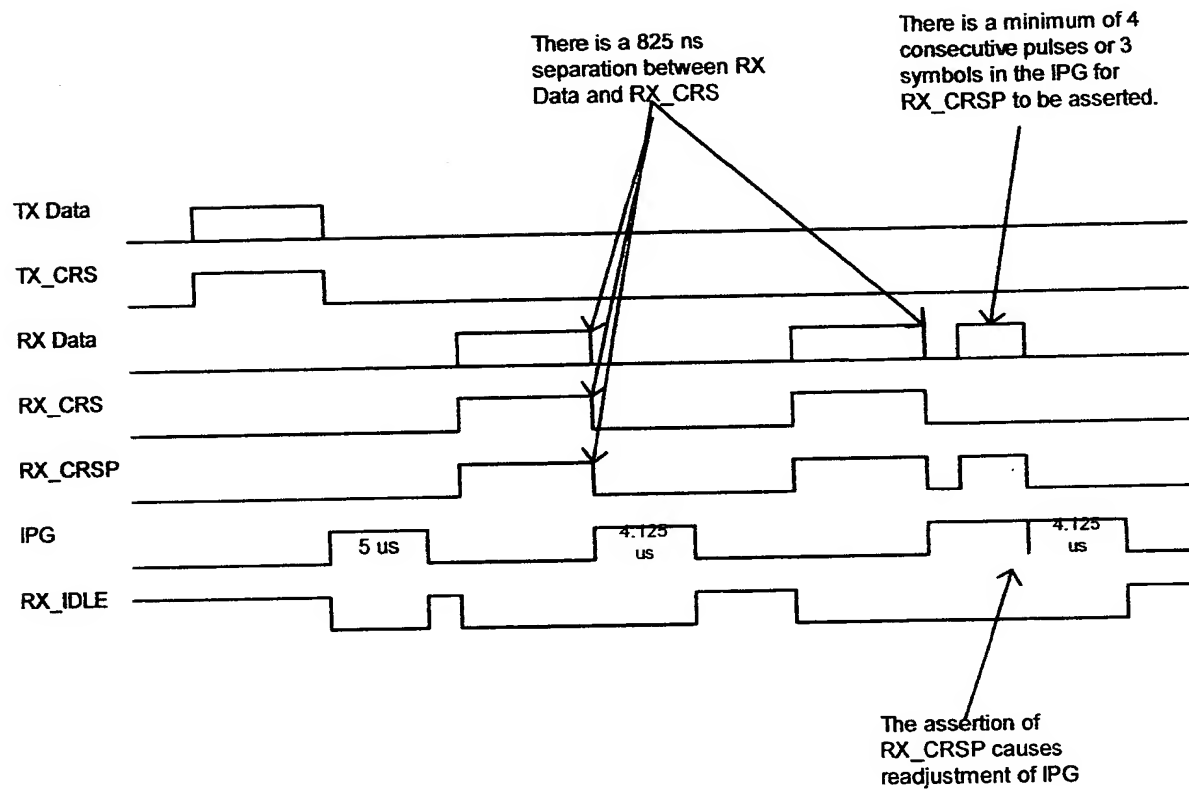 There is a 825 ns
separation between RX
Data and RX_CRS
There is a minimum of 4
consecutive pulses or 3
symbols in the IPG for
RX_CRSP to be asserted.
TX Data
TX_CRS
RX Data
RX_CRS
RX_CRSP
IPG
5 us
4.125
us
4.125
us
RX_IDLE
The assertion of
RX_CRSP causes
readjustment of IPG